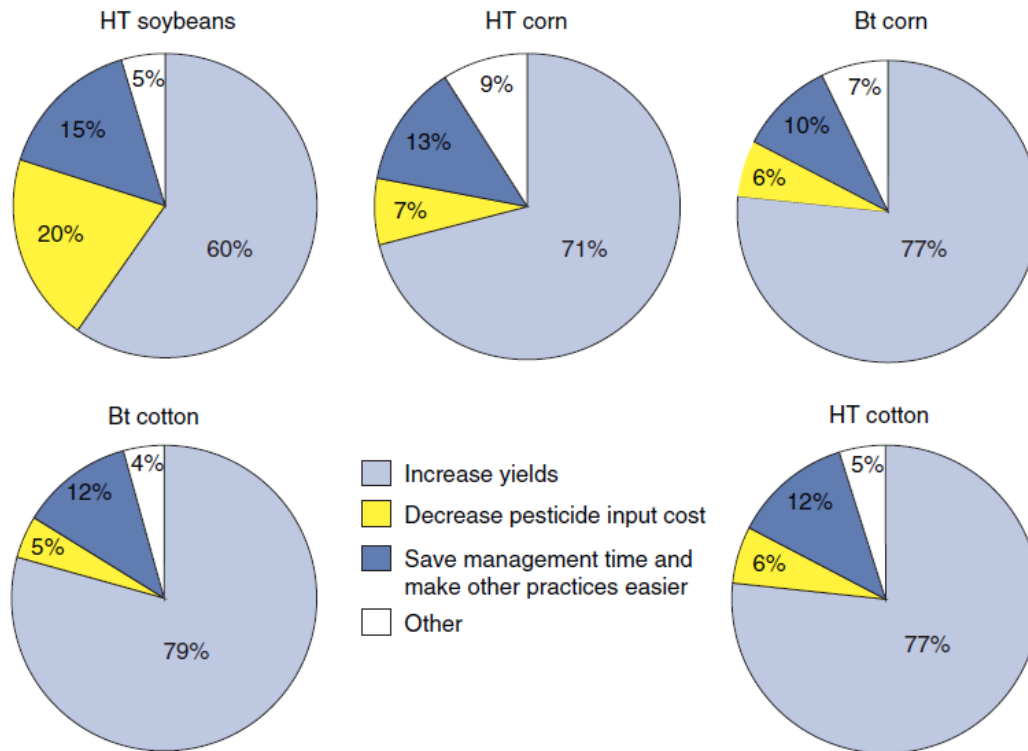 HT soybeans
5%
15%
20%
60%
HT corn
9%
13%
7%
71%
Bt corn
7%
10%
6%
77%
Bt cotton
4%
12%
5%
79%
Increase yields
Decrease pesticide input cost
Save management time and
make other practices easier
Other
HT cotton
5%
12%
6%
77%